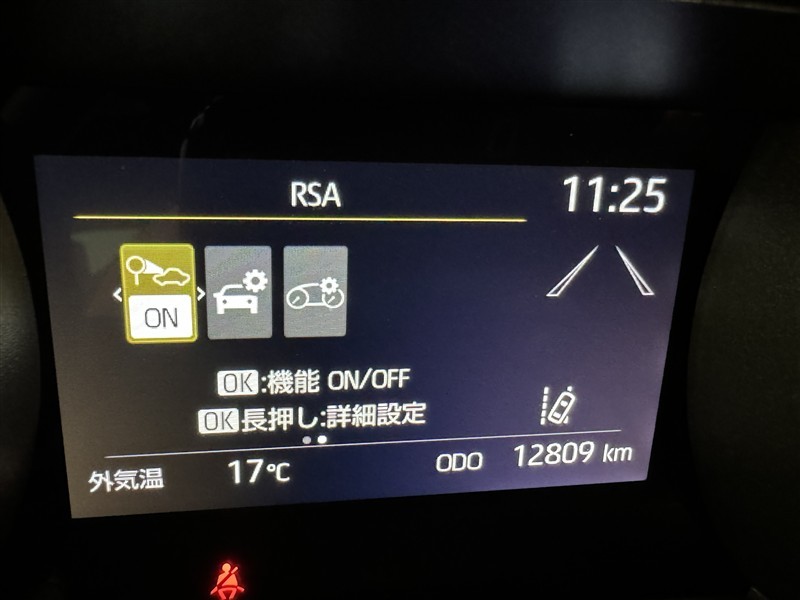 RSA
11:25
ON
OK:機能 ON/OFF
OK長押し:詳細設定
外気温 17℃ ODO 12809 km